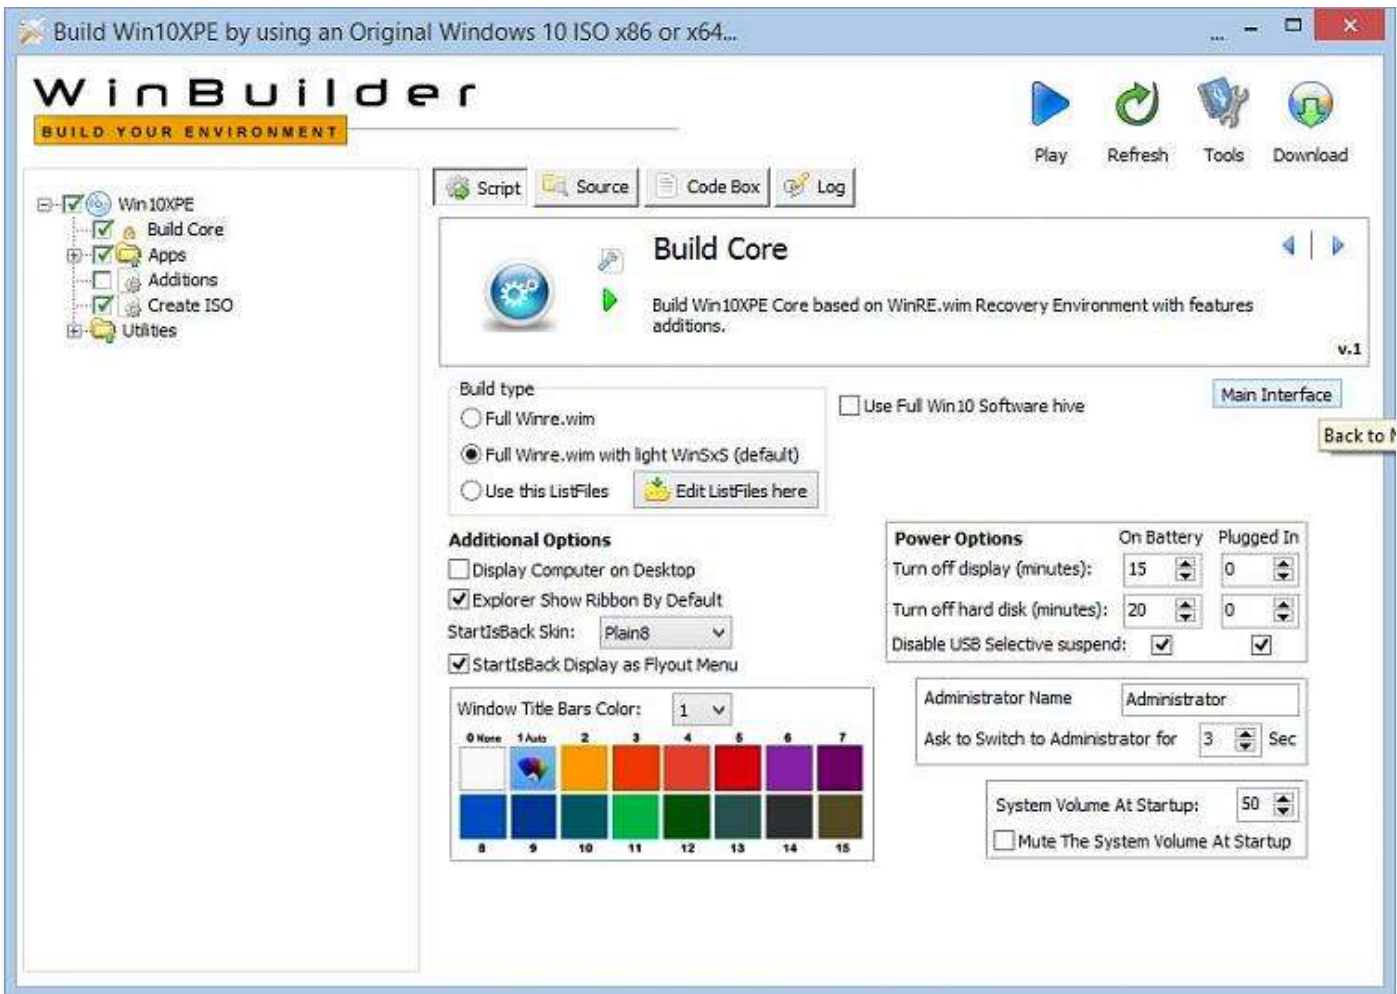 Build Win10XPE by using an Original Windows 10 ISO x86 or x64...
WinBuilder
BUILD YOUR ENVIRONMENT
Play Refresh Tools Download
Win10XPE
Build Core
Apps
Additions
Create ISO
Utilities
Script Source Code Box Log
Build Core
Build Win10XPE Core based on WinRE.wim Recovery Environment with features
additions.
v.1
Build type
Full Winre.wim
Full Winre.wim with light WinSxS (default)
Use this ListFiles Edit ListFiles here
Use Full Win10 Software hive
Main Interface
Back to
Additional Options
Display Computer on Desktop
Explorer Show Ribbon By Default
StartIsBack Skin: Plain8
StartIsBack Display as Flyout Menu
Power Options On Battery Plugged In
Turn off display (minutes): 15 0
Turn off hard disk (minutes): 20 0
Disable USB Selective suspend:
Window Title Bars Color: 1
0 None 1 Auto 2 3 4 5 6 7
8 9 10 11 12 13 14 15
Administrator Name Administrator
Ask to Switch to Administrator for 3 Sec
System Volume At Startup: 50
Mute The System Volume At Startup